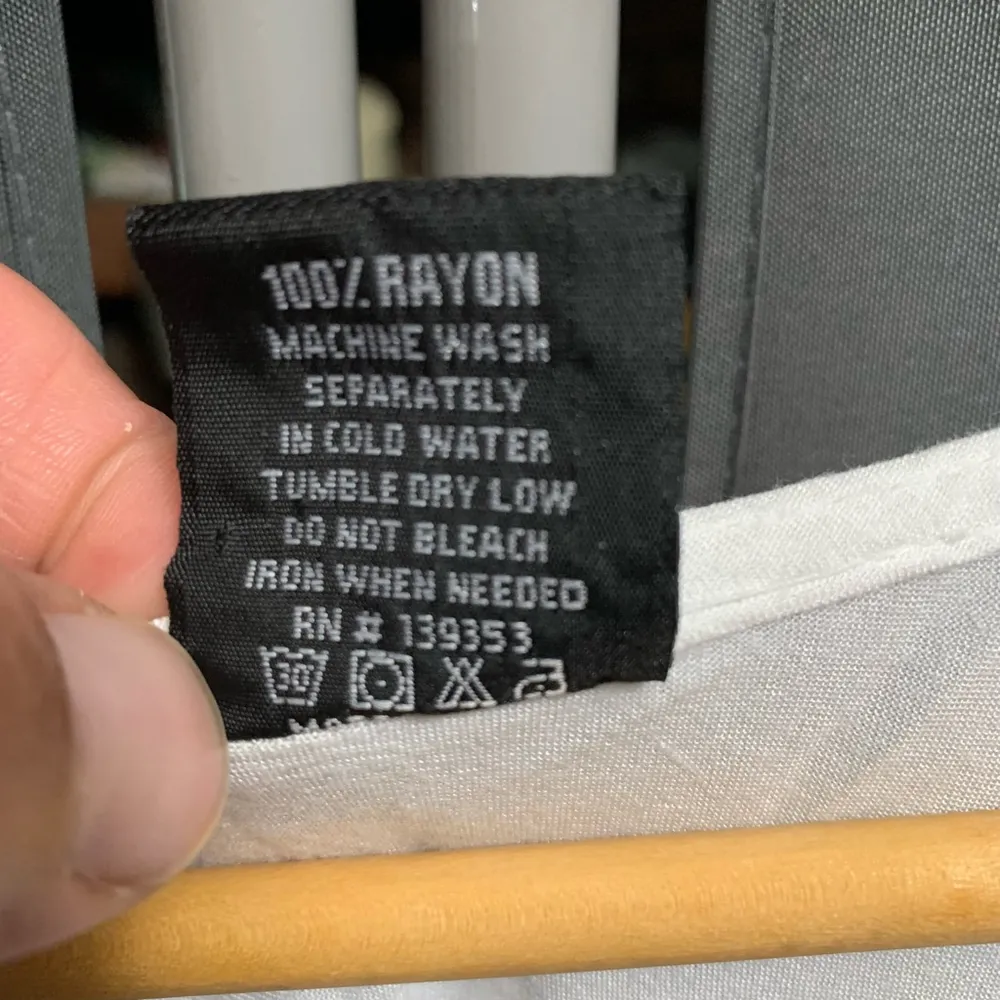 100% RAYON
MACHINE WASH
SEPARATELY
IN COLD WATER
TUMBLE DRY LOW
DO NOT BLEACH
IRON WHEN NEEDED
RN # 139353
30